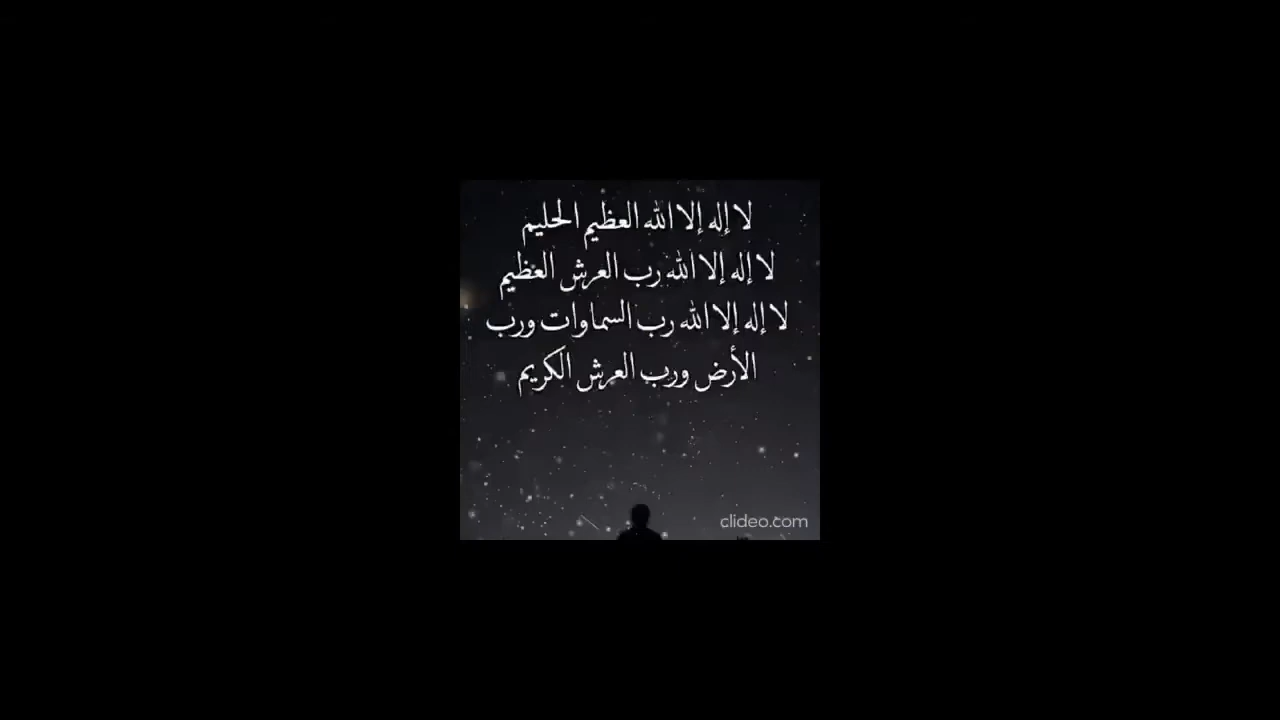 لا إله إلا الله العظيم الحليم
لا إله إلا الله رب العرش العظيم
لا إله إلا الله رب السماوات ورب
الأرض ورب العرش الكريم
clideo.com